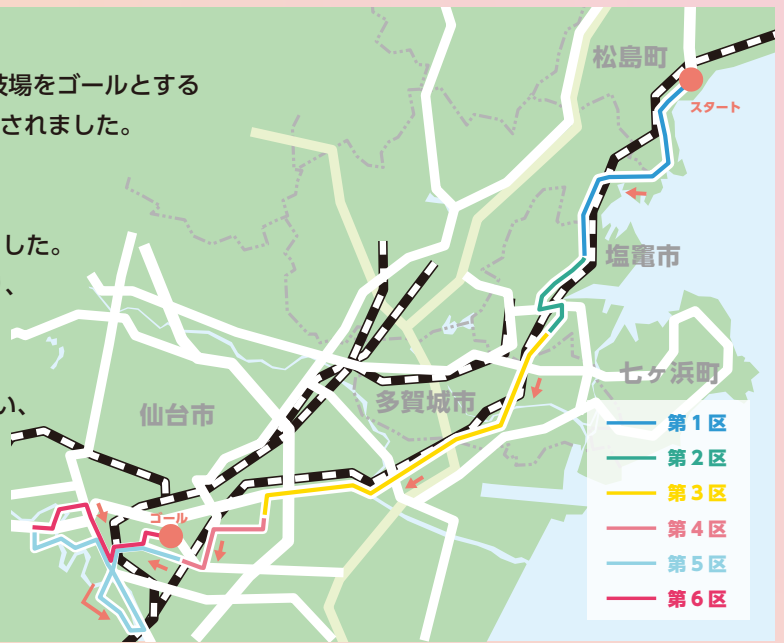 技場をゴールとする
されました。
した。
、
い、
松島町
スタート
塩竈市
七ヶ浜町
多賀城市
仙台市
ゴール
第1区
第2区
第3区
第4区
第5区
第6区